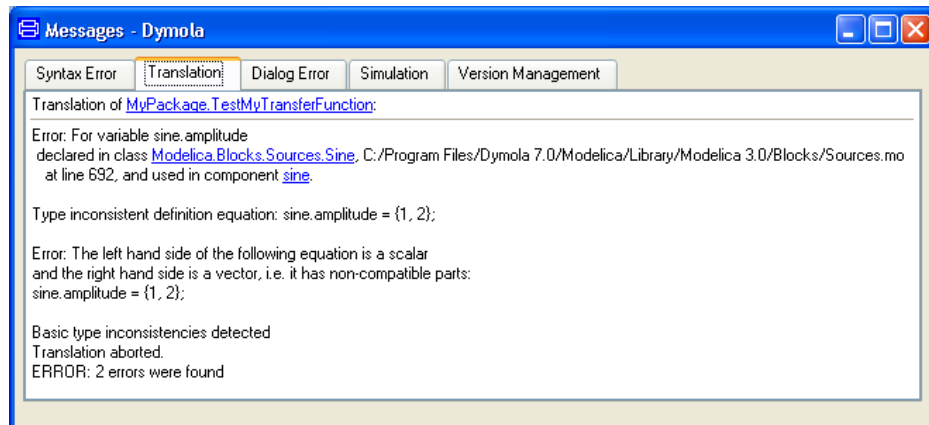 Messages - Dymola
Syntax Error Translation Dialog Error Simulation Version Management
Translation of MyPackage.TestMyTransferFunction:
Error: For variable sine.amplitude
declared in class Modelica.Blocks.Sources.Sine, C:/Program Files/Dymola 7.0/Modelica/Library/Modelica 3.0/Blocks/Sources.mo
at line 692, and used in component sine.
Type inconsistent definition equation: sine.amplitude = {1, 2};
Error: The left hand side of the following equation is a scalar
and the right hand side is a vector, i.e. it has non-compatible parts:
sine.amplitude = {1, 2};
Basic type inconsistencies detected
Translation aborted.
ERROR: 2 errors were found